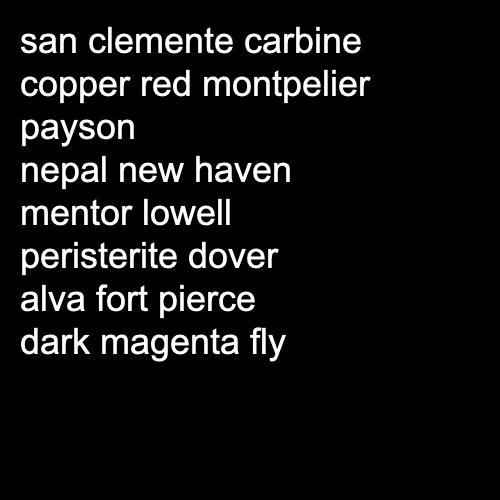 san clemente carbine
copper red montpelier
payson
nepal new haven
mentor lowell
peristerite dover
alva fort pierce
dark magenta fly